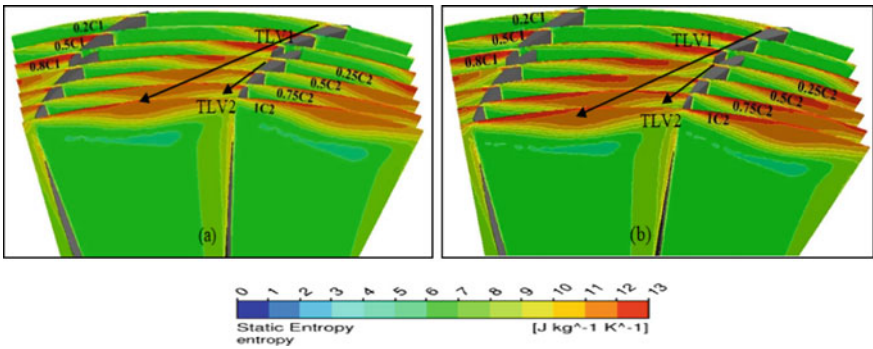 0.2C1
0.5C1
0.8C1
TLV1
0.25C2
0.5C2
0.75C2
1C2
TLV2
(a)
0.2C1
0.5C1
0.8C1
TLV1
0.25C2
0.5C2
0.75C2
1C2
TLV2
(b)
0 1 2 3 4 5 6 7 8 9 10 11 12 13
Static Entropy [J kg^-1 K^-1]
entropy